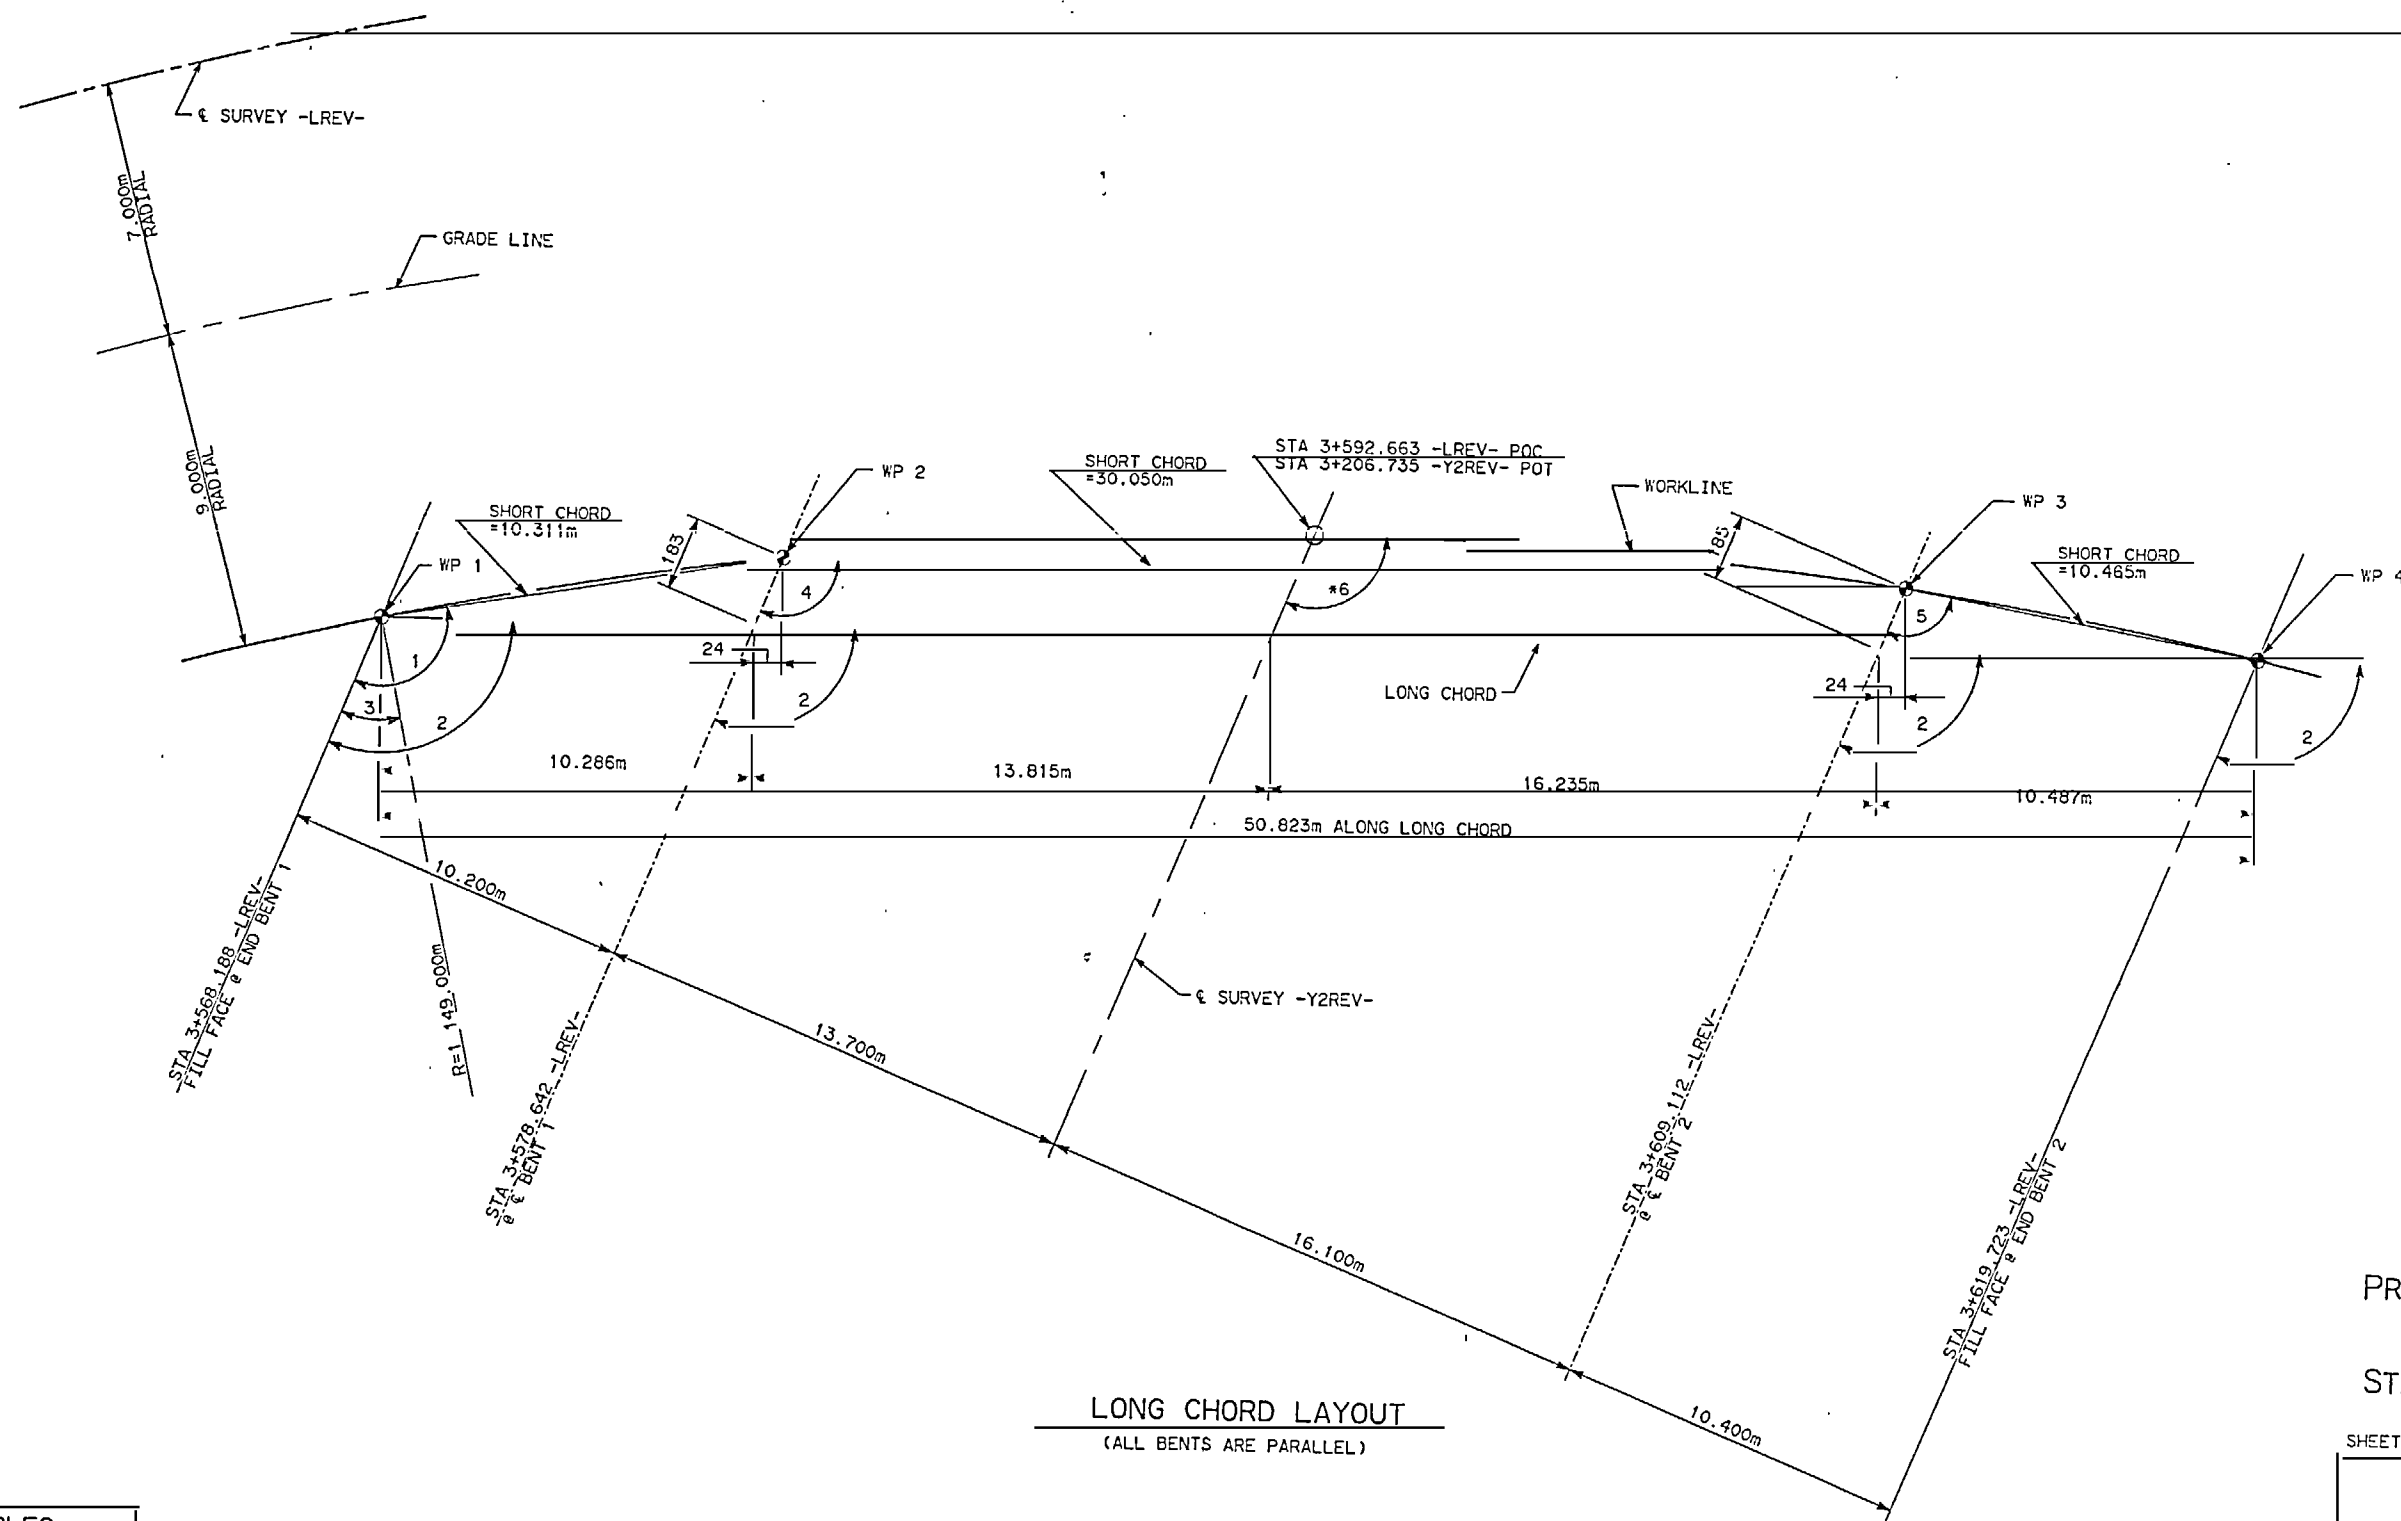 ℄ SURVEY -LREV-
7.000m
RADIAL
GRADE LINE
9.000m
RADIAL
STA 3+592.663 -LREV- POC
STA 3+206.735 -Y2REV- POT
SHORT CHORD
=30.050m
WP 2
WORKLINE
SHORT CHORD
=10.311m
WP 3
183
185
SHORT CHORD
=10.465m
WP 1
WP 4
4
*6
5
1
24
2
LONG CHORD
24
3
2
2
2
10.286m
13.815m
16.235m
10.487m
50.823m ALONG LONG CHORD
10.200m
STA 3+568.188 -LREV-
FILL FACE @ END BENT 1
R=1 149.000m
℄ SURVEY -Y2REV-
13.700m
STA 3+578.642 -LREV-
@ ℄ BENT 1
STA 3+609.112 -LREV-
@ ℄ BENT 2
16.100m
STA 3+619.723 -LREV-
FILL FACE @ END BENT 2
PR
ST
LONG CHORD LAYOUT
(ALL BENTS ARE PARALLEL)
10.400m
SHEET